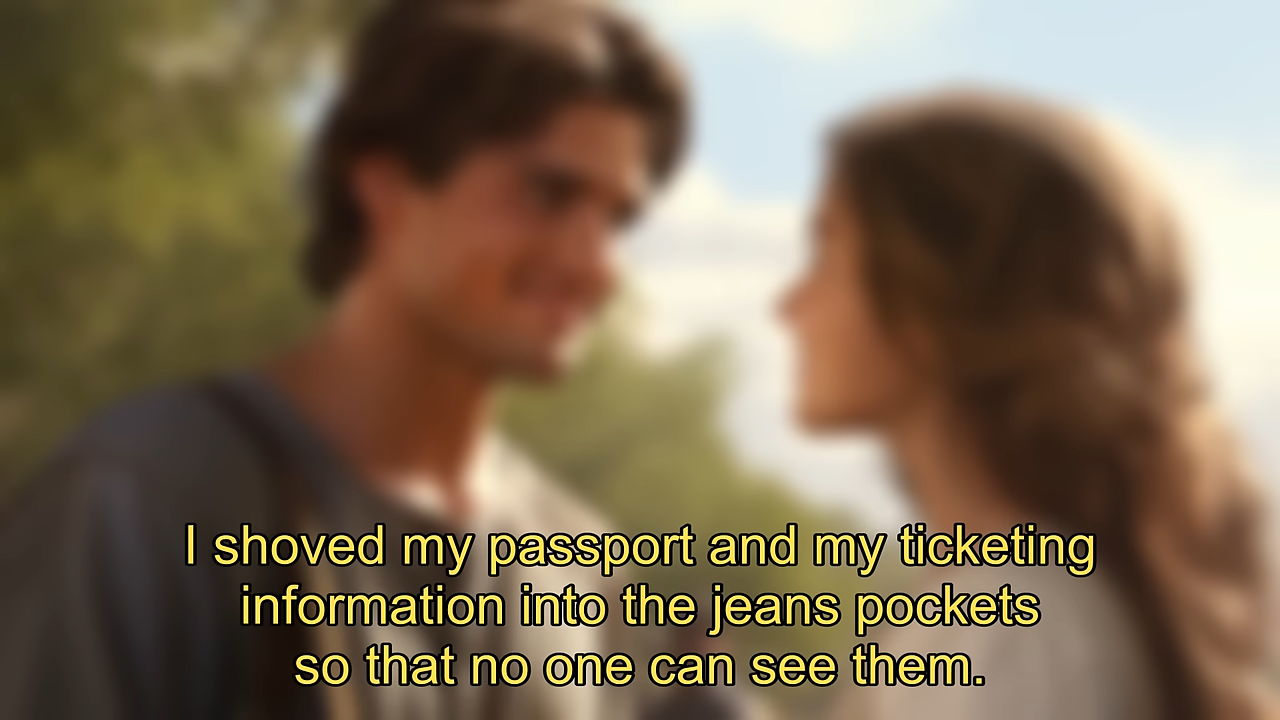 I shoved my passport and my ticketing
information into the jeans pockets
so that no one can see them.